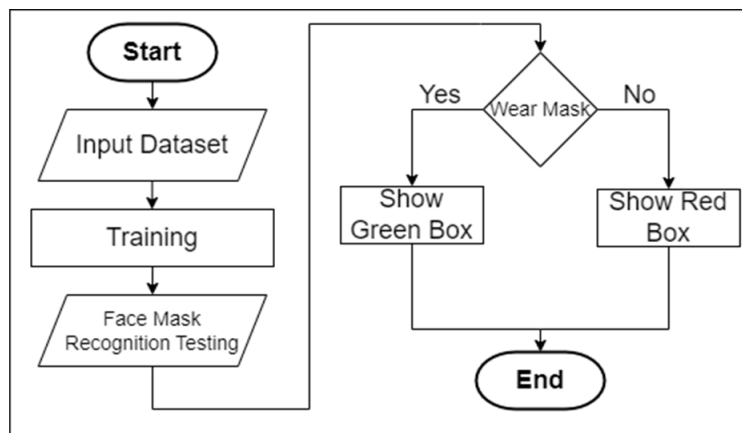 Start
Input Dataset
Training
Face Mask
Recognition Testing
Wear Mask
Yes
No
Show
Green Box
Show Red
Box
End